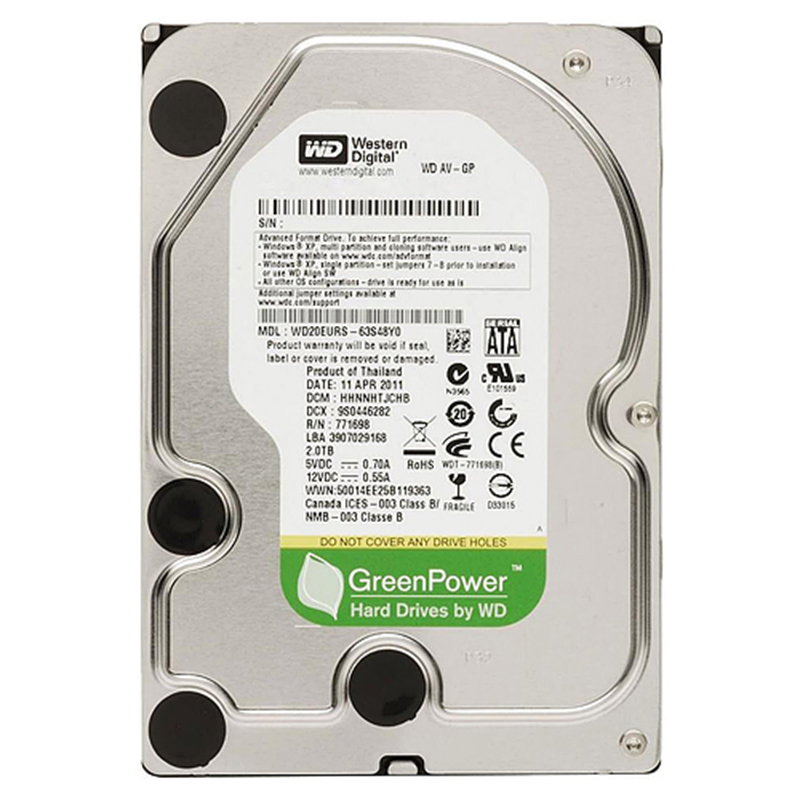 WD Western
Digital®
www.westerndigital.com
WD AV-GP
S/N :
Advanced Format Drive. To achieve full performance:
• Windows® XP, multi partition and cloning software users - use WD Align
software available on www.wdc.com/advformat
• Windows® XP, single partition - set jumpers 7-8 prior to installation
or use WD Align SW
• All other OS configurations - drive is ready for use as is
Additional jumper settings available at
www.wdc.com/support
MDL : WD20EURS-63S48Y0
Product warranty will be void if seal,
label or cover is removed or damaged.
SERIAL
ATA
Product of Thailand
DATE: 11 APR 2011
DCM : HHNNHTJCHB
DCX : 9S0446282
R/N : 771698
LBA 3907029168
2.0TB
5VDC 0.70A
12VDC 0.55A
WWN:50014EE25B119363
Canada ICES-003 Class B/
NMB-003 Classe B
N3565
c RU us
E101559
20
RoHS
WDT-771698(B)
CE
FRAGILE
D33015
A
DO NOT COVER ANY DRIVE HOLES
GreenPower™
Hard Drives by WD